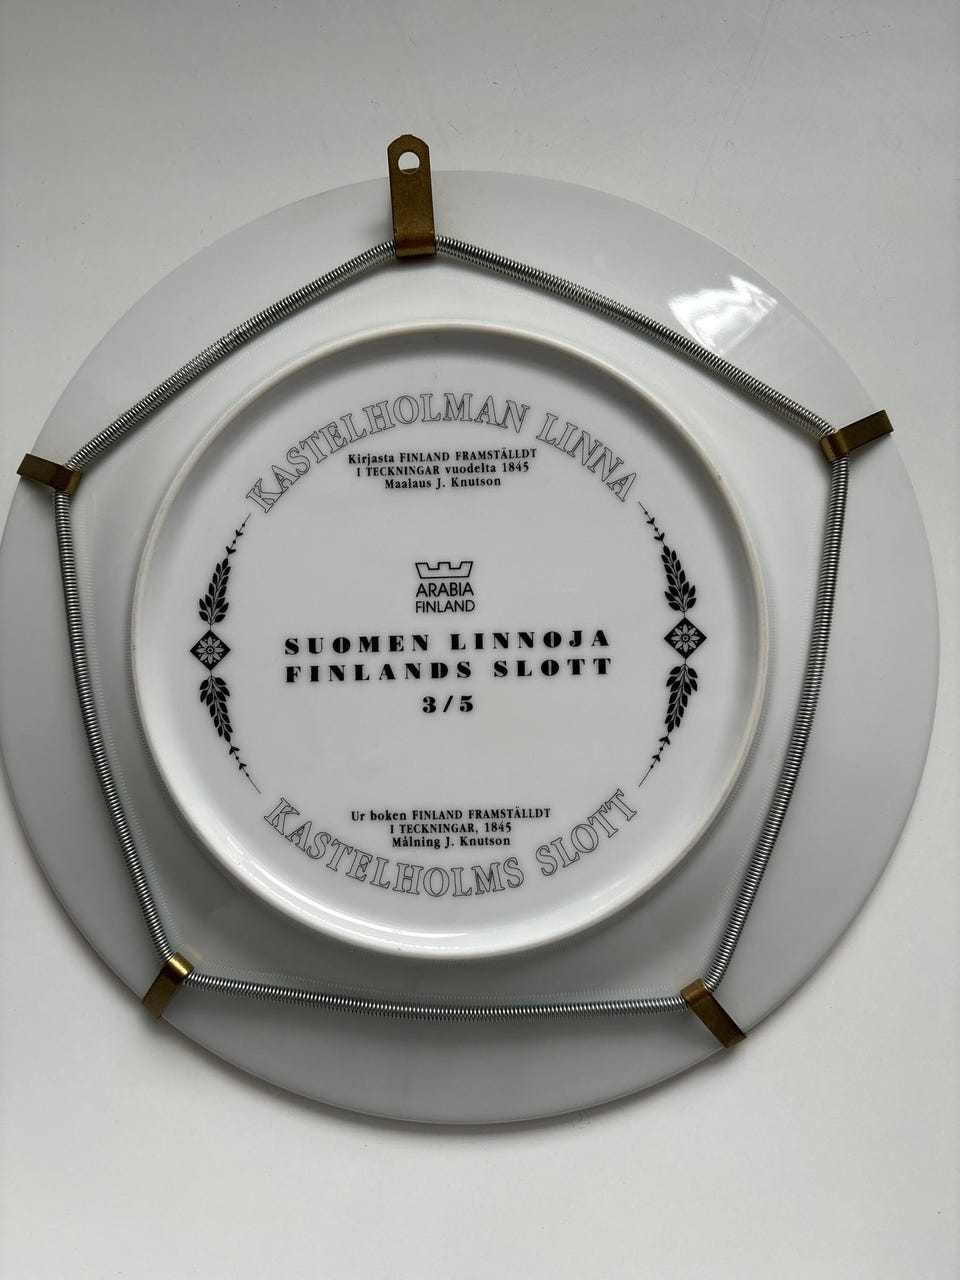 KASTELHOLMAN LINNA
Kirjasta FINLAND FRAMSTÄLLDT
I TECKNINGAR vuodelta 1845
Maalaus J. Knutson
ARABIA
FINLAND
SUOMEN LINNOJA
FINLANDS SLOTT
3/5
Ur boken FINLAND FRAMSTÄLLDT
I TECKNINGAR, 1845
Målning J. Knutson
KASTELHOLMS SLOTT